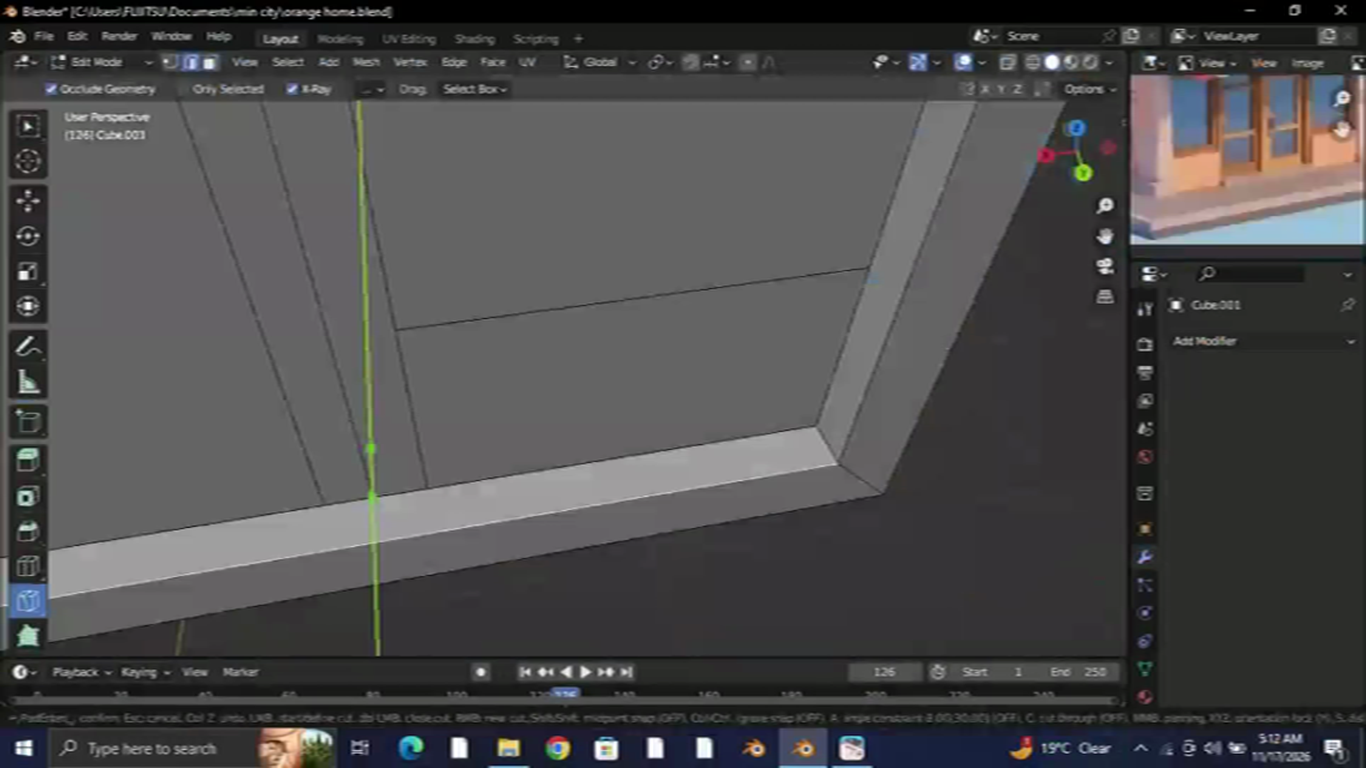 Blender* [C:\Users\FUJITSU\Documents\min city\orange home.blend]
File Edit Render Window Help Layout Modeling UV Editing Shading Scripting + Scene ViewLayer
Edit Mode View Select Add Mesh Vertex Edge Face UV Global View View Image
Occlude Geometry Only Selected X-Ray Drag: Select Box X Y Z Options
User Perspective
(126) Cube.003
Z
X
Y
Cube.001
Add Modifier
Playback Keying View Marker 126 Start 1 End 250
Type here to search
19°C Clear
5:12 AM
11/17/2026